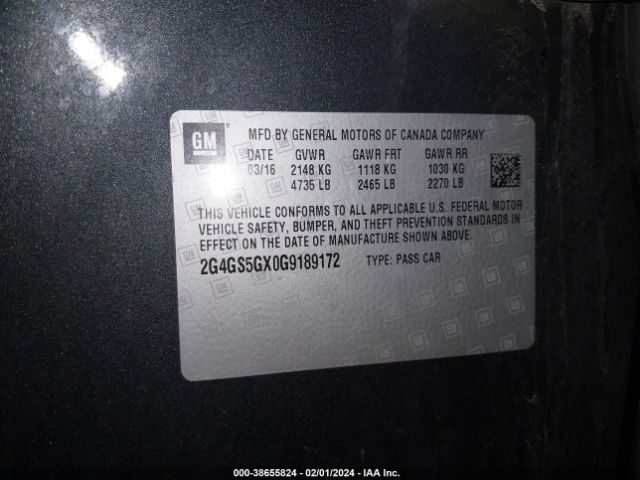 GM
MFD BY GENERAL MOTORS OF CANADA COMPANY
DATE GVWR GAWR FRT GAWR RR
03/16 2148 KG 1118 KG 1030 KG
4735 LB 2465 LB 2270 LB
THIS VEHICLE CONFORMS TO ALL APPLICABLE U.S. FEDERAL MOTOR
VEHICLE SAFETY, BUMPER, AND THEFT PREVENTION STANDARDS IN
EFFECT ON THE DATE OF MANUFACTURE SHOWN ABOVE.
2G4GS5GX0G9189172 TYPE: PASS CAR
000-38655824 - 02/01/2024 - IAA Inc.